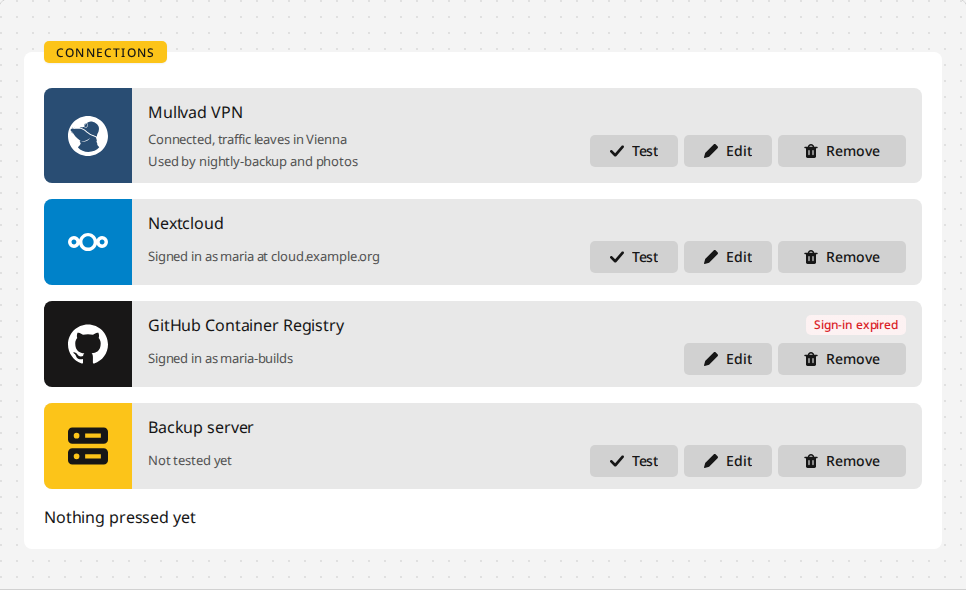 CONNECTIONS
Mullvad VPN
Connected, traffic leaves in Vienna
Used by nightly-backup and photos
Test Edit Remove
Nextcloud
Signed in as maria at cloud.example.org
Test Edit Remove
GitHub Container Registry
Sign-in expired
Signed in as maria-builds
Edit Remove
Backup server
Not tested yet
Test Edit Remove
Nothing pressed yet